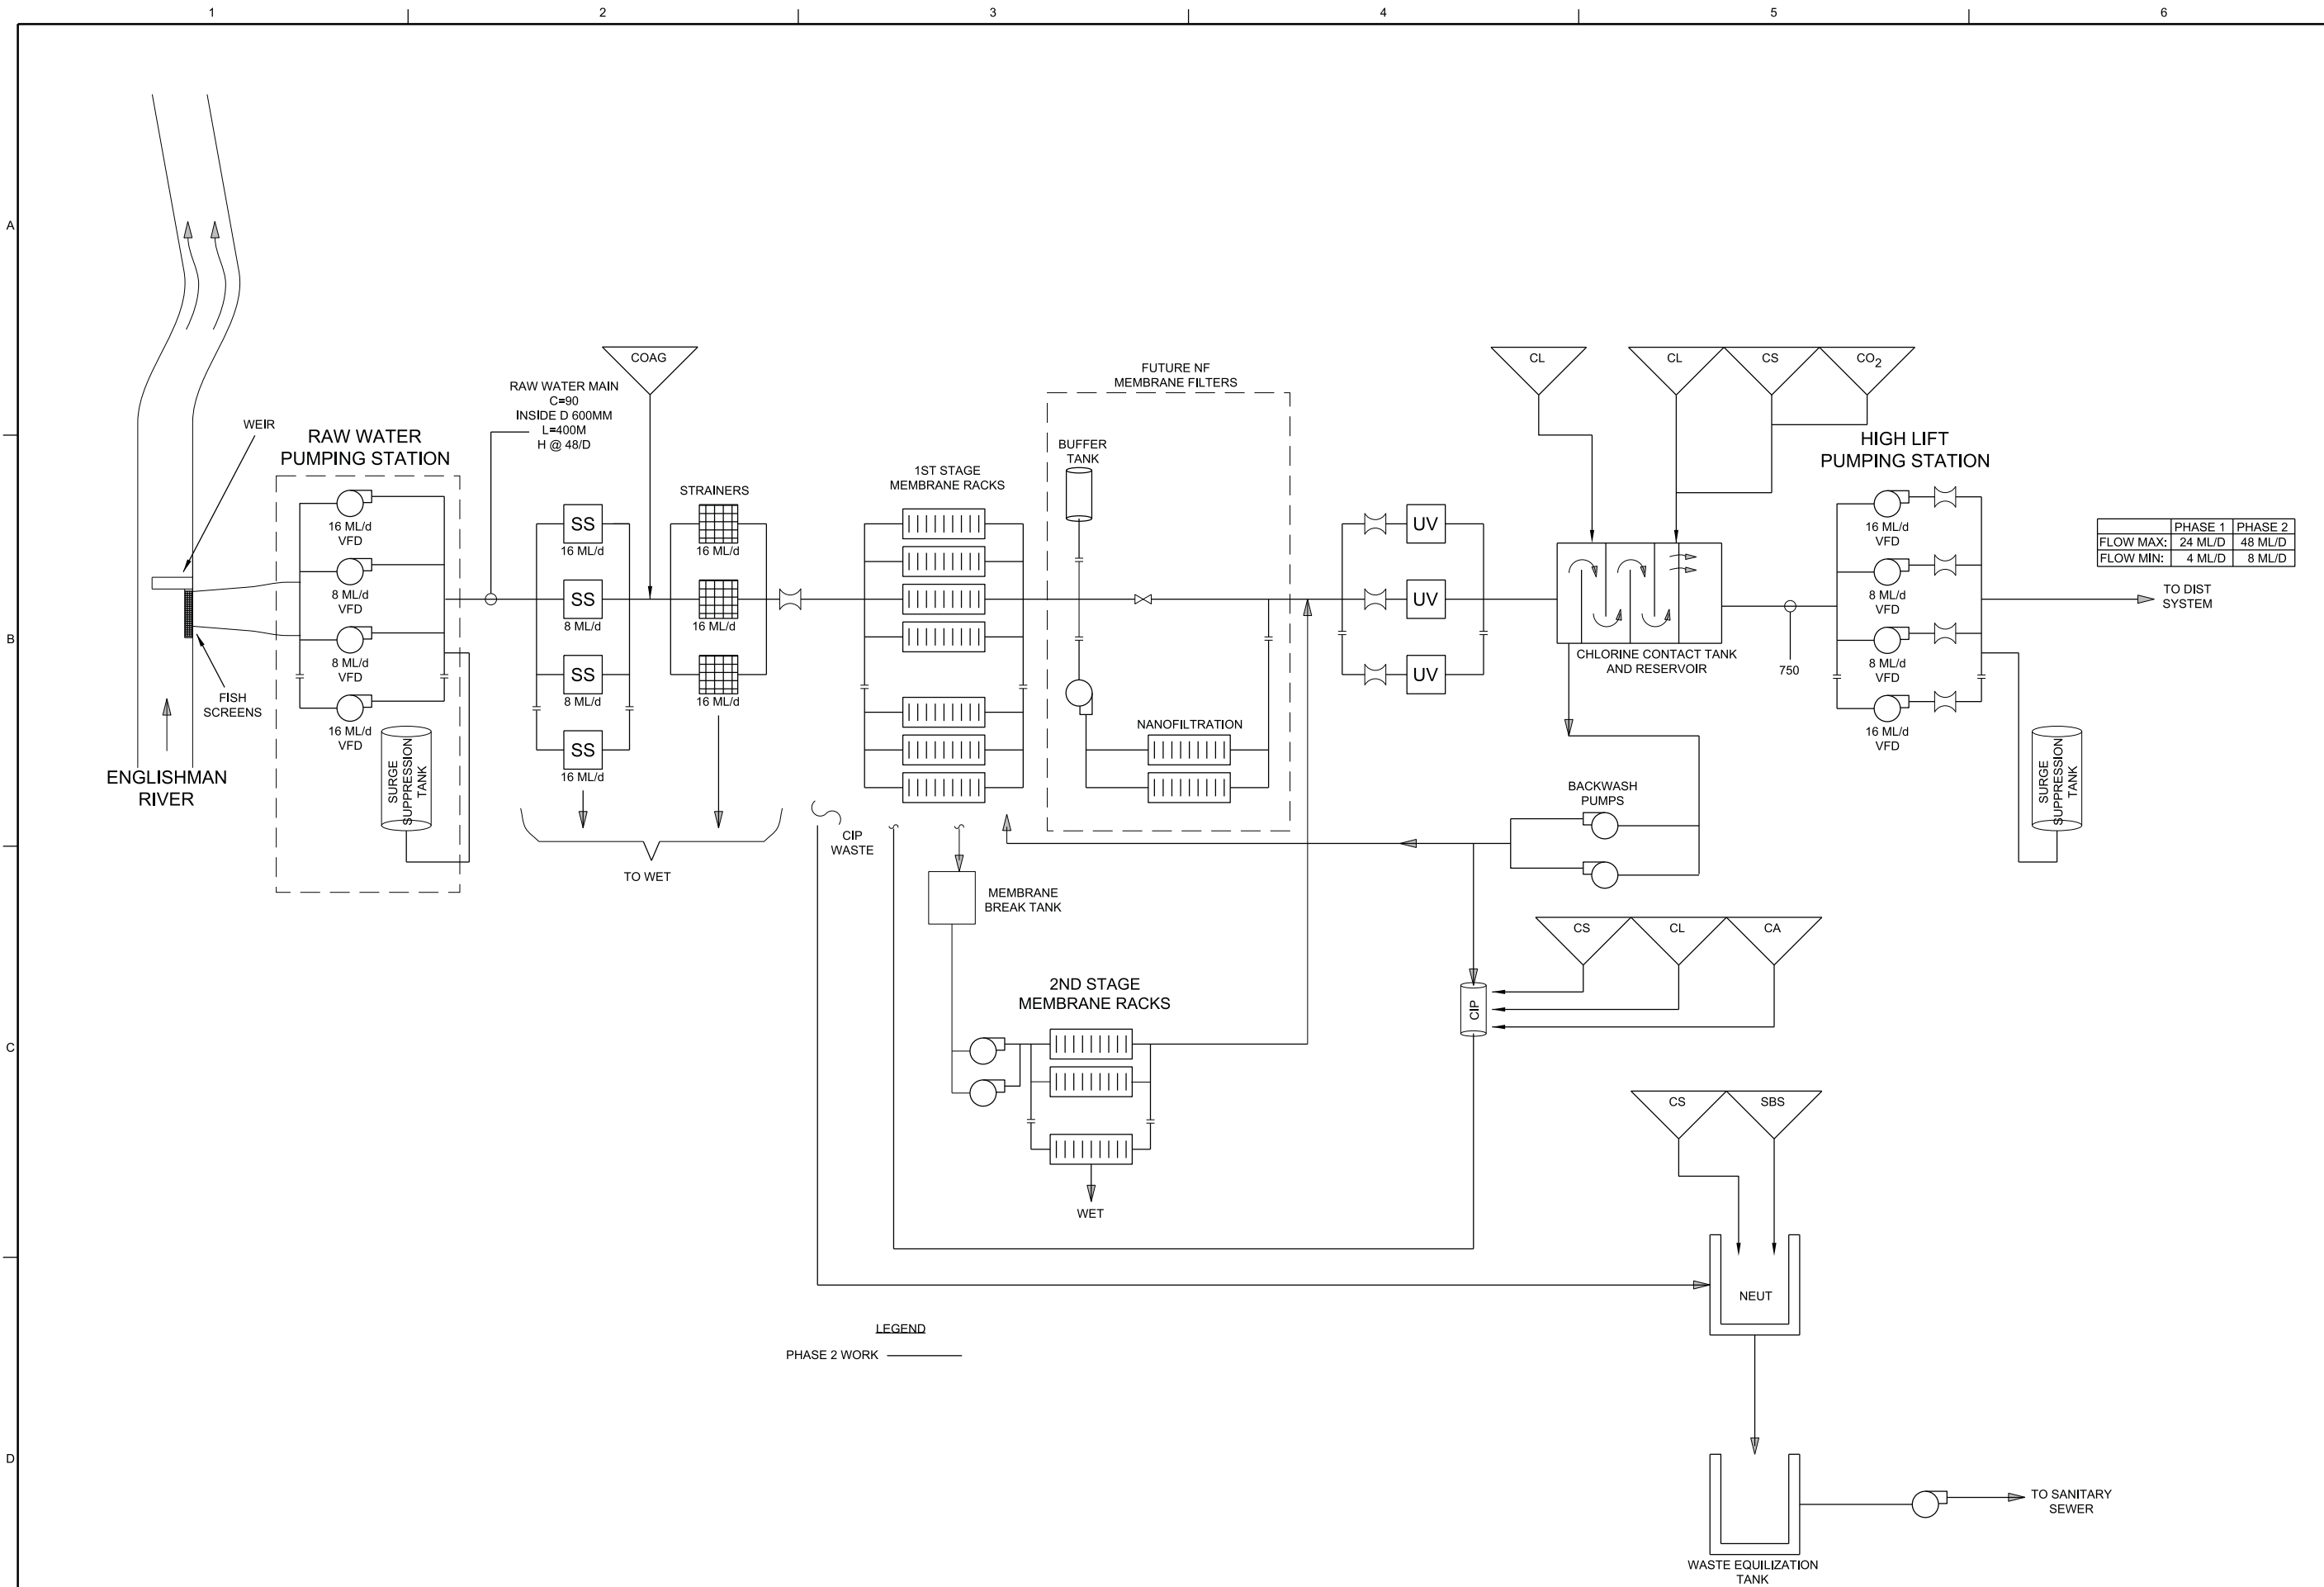 1
2
3
4
5
6
A
B
C
D
WEIR
RAW WATER
PUMPING STATION
16 ML/d
VFD
8 ML/d
VFD
8 ML/d
VFD
16 ML/d
VFD
SURGE
SUPPRESSION
TANK
FISH
SCREENS
ENGLISHMAN
RIVER
RAW WATER MAIN
C=90
INSIDE D 600MM
L=400M
H @ 48/D
COAG
SS
16 ML/d
SS
8 ML/d
SS
8 ML/d
SS
16 ML/d
STRAINERS
16 ML/d
16 ML/d
16 ML/d
TO WET
1ST STAGE
MEMBRANE RACKS
CIP
WASTE
MEMBRANE
BREAK TANK
2ND STAGE
MEMBRANE RACKS
WET
FUTURE NF
MEMBRANE FILTERS
BUFFER
TANK
NANOFILTRATION
UV
UV
UV
CL
CL
CS
CO2
CHLORINE CONTACT TANK
AND RESERVOIR
750
BACKWASH
PUMPS
HIGH LIFT
PUMPING STATION
16 ML/d
VFD
8 ML/d
VFD
8 ML/d
VFD
16 ML/d
VFD
SURGE
SUPPRESSION
TANK
PHASE 1 PHASE 2
FLOW MAX: 24 ML/D 48 ML/D
FLOW MIN: 4 ML/D 8 ML/D
TO DIST
SYSTEM
CS
CL
CA
CIP
CS
SBS
NEUT
WASTE EQUILIZATION
TANK
TO SANITARY
SEWER
LEGEND
PHASE 2 WORK